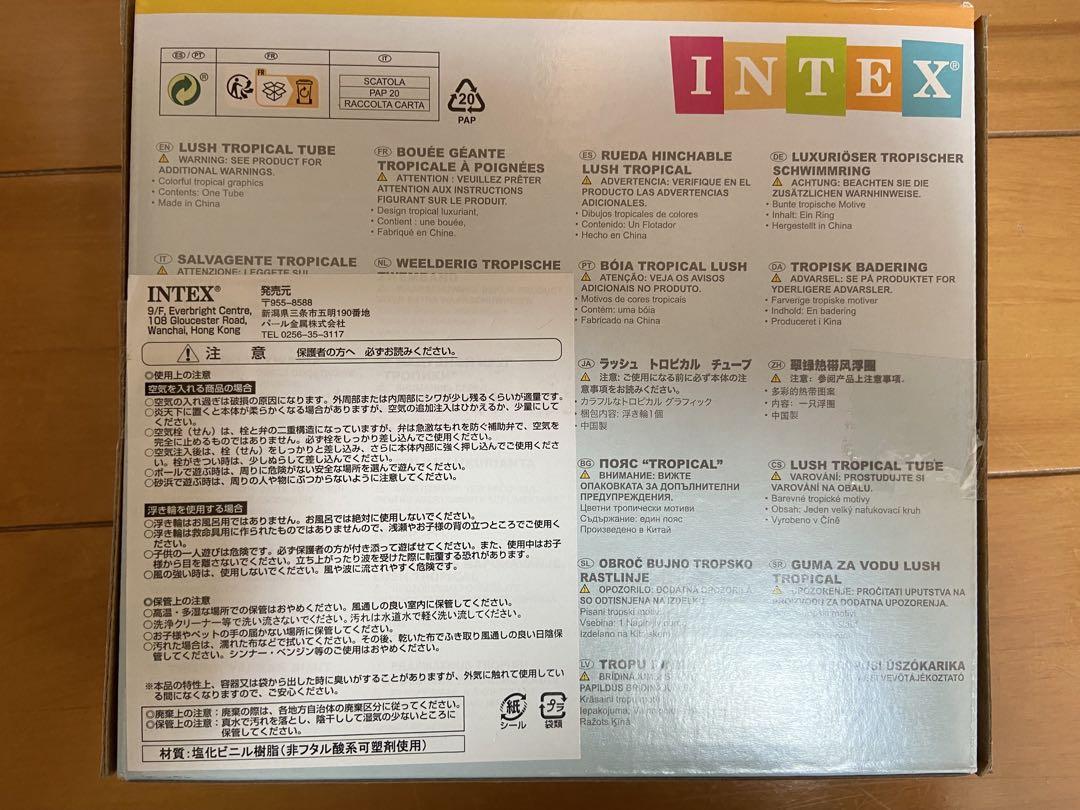 ES / PT
FR
IT
FR
SCATOLA
PAP 20
RACCOLTA CARTA
20
PAP
INTEX®
EN LUSH TROPICAL TUBE
WARNING: SEE PRODUCT FOR
ADDITIONAL WARNINGS.
• Colorful tropical graphics
• Contents: One Tube
• Made in China
FR BOUÉE GÉANTE
TROPICALE À POIGNÉES
ATTENTION : VEUILLEZ PRÊTER
ATTENTION AUX INSTRUCTIONS
FIGURANT SUR LE PRODUIT.
• Design tropical luxuriant,
• Contient : une bouée,
• Fabriqué en Chine.
ES RUEDA HINCHABLE
LUSH TROPICAL
ADVERTENCIA: VERIFIQUE EN EL
PRODUCTO LAS ADVERTENCIAS
ADICIONALES.
• Dibujos tropicales de colores
• Contenido: Un Flotador
• Hecho en China
DE LUXURIÖSER TROPISCHER
SCHWIMMRING
ACHTUNG: BEACHTEN SIE DIE
ZUSÄTZLICHEN WARNHINWEISE.
• Bunte tropische Motive
• Inhalt: Ein Ring
• Hergestellt in China
IT SALVAGENTE TROPICALE
ATTENZIONE: LEGGETE SUL
NL WEELDERIG TROPISCHE
PT BÓIA TROPICAL LUSH
ATENÇÃO: VEJA OS AVISOS
ADICIONAIS NO PRODUTO.
• Motivos de cores tropicais
• Contém: uma bóia
• Fabricado na China
DA TROPISK BADERING
ADVARSEL: SE PÅ PRODUKTET FOR
YDERLIGERE ADVARSLER.
• Farverige tropiske motiver
• Indhold: En badering
• Produceret i Kina
JA ラッシュ トロピカル チューブ
注意: ご使用になる前に必ず本体の注
意事項をお読みください。
• カラフルなトロピカル グラフィック
• 梱包内容: 浮き輪1個
• 中国製
ZH 翠绿热带风浮圈
注意: 参阅产品上注意事项.
• 多彩的热带图案
• 内容: 一只浮圈
• 中国製
BG ПОЯС “TROPICAL”
ВНИМАНИЕ: ВИЖТЕ
ОПАКОВКАТА ЗА ДОПЪЛНИТЕЛНИ
ПРЕДУПРЕЖДЕНИЯ.
Цветни тропически мотиви
Съдържание: един пояс
Произведено в Китай
CS LUSH TROPICAL TUBE
VAROVÁNÍ: PROSTUDUJTE SI
VAROVÁNÍ NA OBALU.
• Barevné tropické motivy
• Obsah: Jeden velký nafukovací kruh
• Vyrobeno v Číně
SL OBROČ BUJNO TROPSKO
RASTLINJE
OPOZORILO: DODATNA OPOZORILA
SO ODTISNJENA NA IZDELKU
Pisani tropski motivi
Vsebina: 1 Napihljiv
Izdelano na Kitajskem
SR GUMA ZA VODU LUSH
TROPICAL
UPOZORENJE: PROČITATI UPUTSTVA NA
PROIZVODU ZA DODATNA UPOZORENJA.
LV TROPU
BRĪDINĀJUMS
PAPILDUS BRĪDINĀJUMS
Krāsaini tropu motīvi
Iepakojumā,
Ražots Ķīnā
ÚSZÓKARIKA
INTEX®
9/F, Everbright Centre,
108 Gloucester Road,
Wanchai, Hong Kong
発売元
〒955-8588
新潟県三条市五明190番地
パール金属株式会社
TEL 0256-35-3117
注 意 保護者の方へ 必ずお読みください。
◎使用上の注意
空気を入れる商品の場合
○空気の入れ過ぎは破損の原因になります。外周部または内周部にシワが少し残るくらいが適量です。
○炎天下に置くと本体が柔らかくなる場合がありますが、空気の追加注入はひかえるか、少量にして
ください。
○空気栓(せん)は、栓と弁の二重構造になっていますが、弁は急激なもれを防ぐ補助弁で、空気を
完全に止めるものではありません。必ず栓をしっかり差し込んでご使用ください。
○空気注入後は、栓(せん)をしっかりと差し込み、さらに本体内部に強く押し込んでご使用くださ
い。栓がきつい時は、少しぬらして差し込んでください。
○ボールで遊ぶ時は、周りに危険がない安全な場所を選んで遊んでください。
○砂浜で遊ぶ時は、周りの人や物にぶつからないように注意してください。
浮き輪を使用する場合
○浮き輪はお風呂用ではありません。お風呂では絶対に使用しないでください。
○浮き輪は救命具用に作られたものではありませんので、浅瀬やお子様の背の立つところでご使用く
ださい。
○子供の一人遊びは危険です。必ず保護者の方が付き添って遊ばせてください。また、使用中はお子
様から目を離さないでください。立ち上がったり波を受けた際に転覆する恐れがあります。
○風の強い時は、使用しないでください。風や波に流されやすく危険です。
◎保管上の注意
○高温・多湿な場所での保管はおやめください。風通しの良い室内に保管してください。
○洗浄クリーナー等で洗い流さないでください。汚れは水道水で軽く洗い流してください。
○お子様やペットの手の届かない場所に保管してください。
○汚れた場合は、濡れた布などで拭いてください。その後、乾いた布でふき取り風通しの良い日陰保
管してください。シンナー・ベンジン等のご使用はおやめください。
※本品の特性上、容器又は袋から出した時に臭いがすることがありますが、外気に触れて使用してい
る間になくなりますので、ご安心ください。
○廃棄上の注意:廃棄の際は、各地方自治体の廃棄区分に従ってください。
○保管上の注意:真水で汚れを落とし、陰干しして湿気の少ないところに
保管してください。
材質:塩化ビニル樹脂(非フタル酸系可塑剤使用)
紙
シール
プラ
袋類